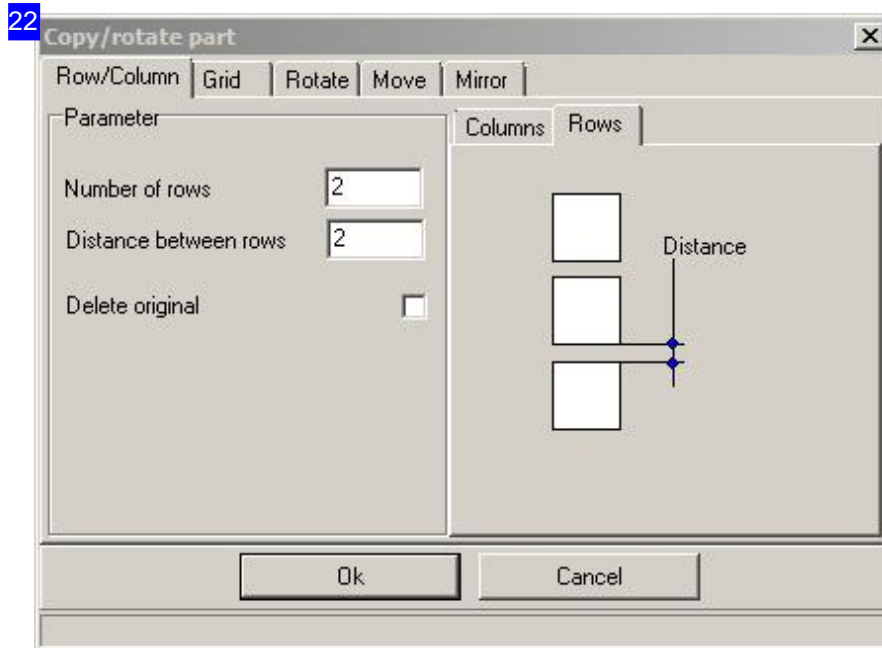 22
Copy/rotate part
Row/Column Grid Rotate Move Mirror
Parameter
Columns Rows
Number of rows 2
Distance between rows 2
Distance
Delete original
Ok Cancel